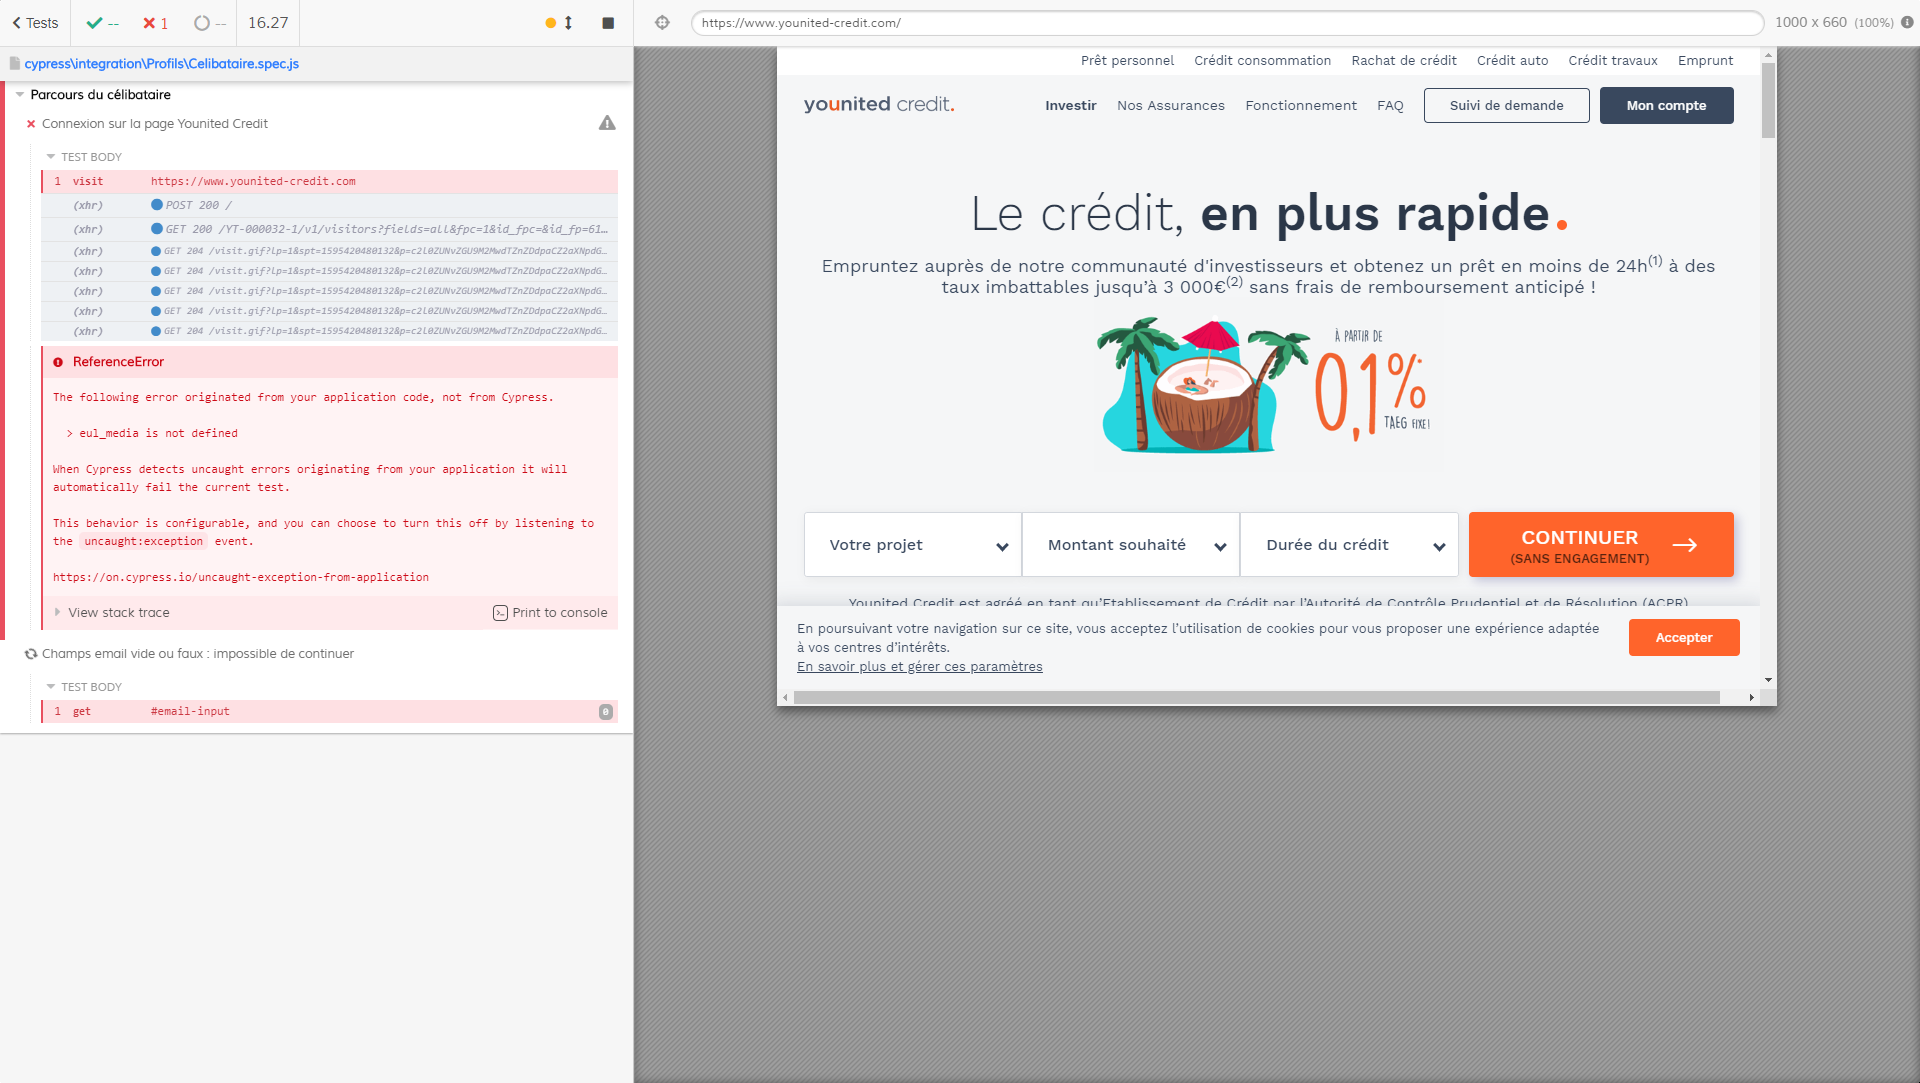 Tests
--
1
--
16.27
cypress\integration\Profils\Celibataire.spec.js
Parcours du célibataire
Connexion sur la page Younited Credit
TEST BODY
1 visit https://www.younited-credit.com
(xhr) POST 200 /
(xhr) GET 200 /YT-000032-1/v1/visitors?fields=all&fpc=1&id_fpc=&id_fp=61…
(xhr) GET 204 /visit.gif?lp=1&spt=1595420480132&p=c2l0ZUNvZGU9M2MwdTZnZDdpaCZ2aXNpdG…
(xhr) GET 204 /visit.gif?lp=1&spt=1595420480132&p=c2l0ZUNvZGU9M2MwdTZnZDdpaCZ2aXNpdG…
(xhr) GET 204 /visit.gif?lp=1&spt=1595420480132&p=c2l0ZUNvZGU9M2MwdTZnZDdpaCZ2aXNpdG…
(xhr) GET 204 /visit.gif?lp=1&spt=1595420480132&p=c2l0ZUNvZGU9M2MwdTZnZDdpaCZ2aXNpdG…
(xhr) GET 204 /visit.gif?lp=1&spt=1595420480132&p=c2l0ZUNvZGU9M2MwdTZnZDdpaCZ2aXNpdG…
ReferenceError
The following error originated from your application code, not from Cypress.
> eul_media is not defined
When Cypress detects uncaught errors originating from your application it will
automatically fail the current test.
This behavior is configurable, and you can choose to turn this off by listening to
the uncaught:exception event.
https://on.cypress.io/uncaught-exception-from-application
View stack trace
Print to console
Champs email vide ou faux : impossible de continuer
TEST BODY
1 get #email-input 0
https://www.younited-credit.com/
1000 x 660 (100%)
Prêt personnel Crédit consommation Rachat de crédit Crédit auto Crédit travaux Emprunt
younited credit.
Investir Nos Assurances Fonctionnement FAQ Suivi de demande Mon compte
Le crédit, en plus rapide.
Empruntez auprès de notre communauté d'investisseurs et obtenez un prêt en moins de 24h(1) à des
taux imbattables jusqu’à 3 000€(2) sans frais de remboursement anticipé !
À PARTIR DE
0,1%
TAEG FIXE!
Votre projet
Montant souhaité
Durée du crédit
CONTINUER
(SANS ENGAGEMENT)
Younited Credit est agréé en tant qu’Etablissement de Crédit par l’Autorité de Contrôle Prudentiel et de Résolution (ACPR)
En poursuivant votre navigation sur ce site, vous acceptez l’utilisation de cookies pour vous proposer une expérience adaptée
à vos centres d’intérêts.
En savoir plus et gérer ces paramètres
Accepter